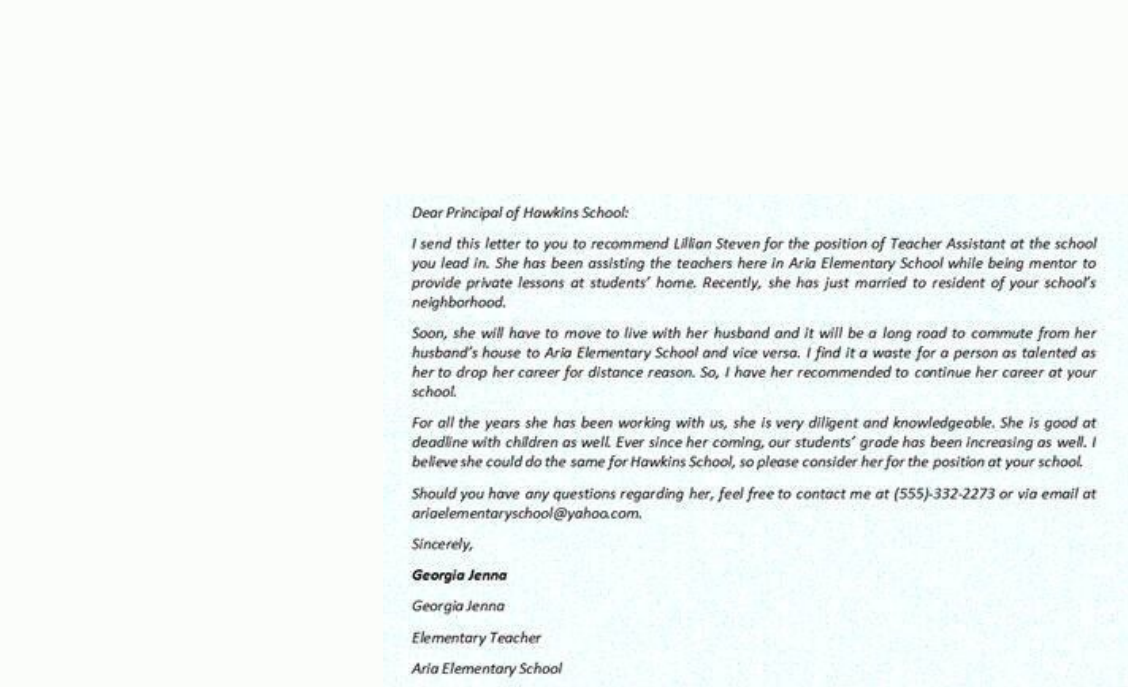 Dear Principal of Hawkins School:
I send this letter to you to recommend Lillian Steven for the position of Teacher Assistant at the school
you lead in. She has been assisting the teachers here in Aria Elementary School while being mentor to
provide private lessons at students' home. Recently, she has just married to resident of your school's
neighborhood.
Soon, she will have to move to live with her husband and it will be a long road to commute from her
husband's house to Aria Elementary School and vice versa. I find it a waste for a person as talented as
her to drop her career for distance reason. So, I have her recommended to continue her career at your
school.
For all the years she has been working with us, she is very diligent and knowledgeable. She is good at
deadline with children as well. Ever since her coming, our students' grade has been increasing as well. I
believe she could do the same for Hawkins School, so please consider her for the position at your school.
Should you have any questions regarding her, feel free to contact me at (555)-332-2273 or via email at
ariaelementaryschool@yahoo.com.
Sincerely,
Georgia Jenna
Georgia Jenna
Elementary Teacher
Aria Elementary School